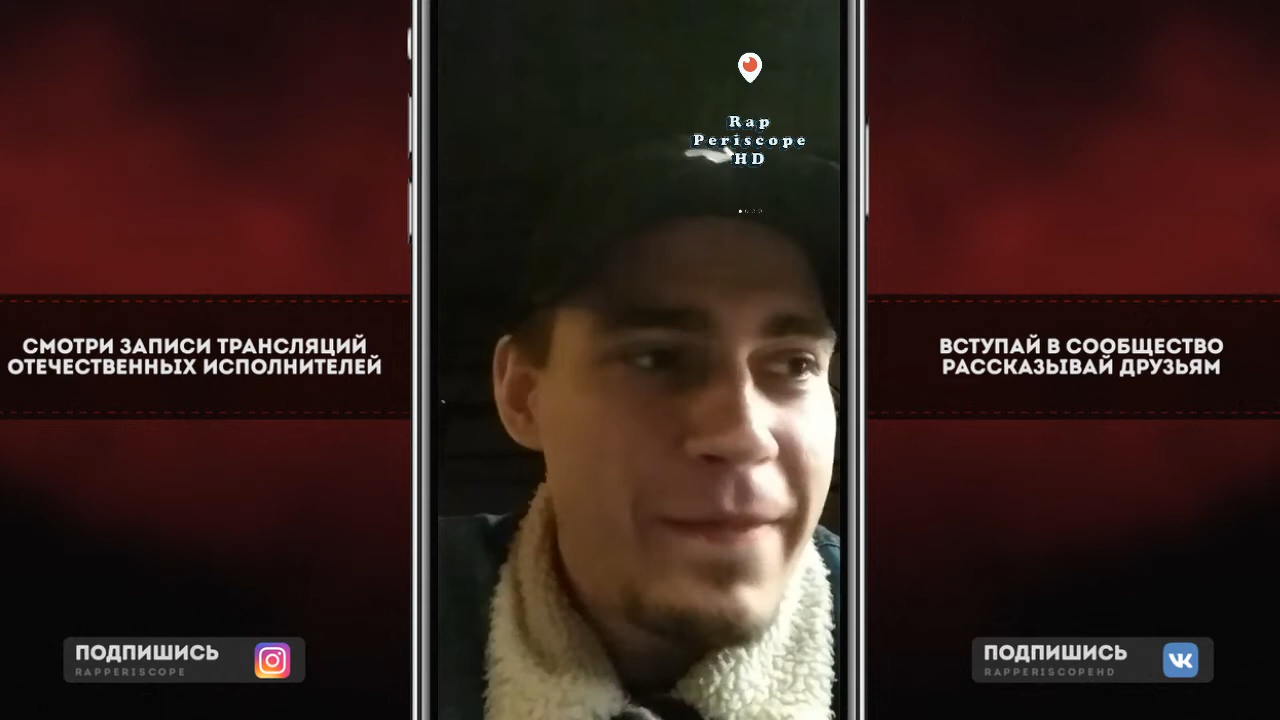 Rap
Periscope
HD
СМОТРИ ЗАПИСИ ТРАНСЛЯЦИЙ
ОТЕЧЕСТВЕННЫХ ИСПОЛНИТЕЛЕЙ
ВСТУПАЙ В СООБЩЕСТВО
РАССКАЗЫВАЙ ДРУЗЬЯМ
ПОДПИШИСЬ
RAPPERISCOPE
ПОДПИШИСЬ
RAPPERISCOPEHD